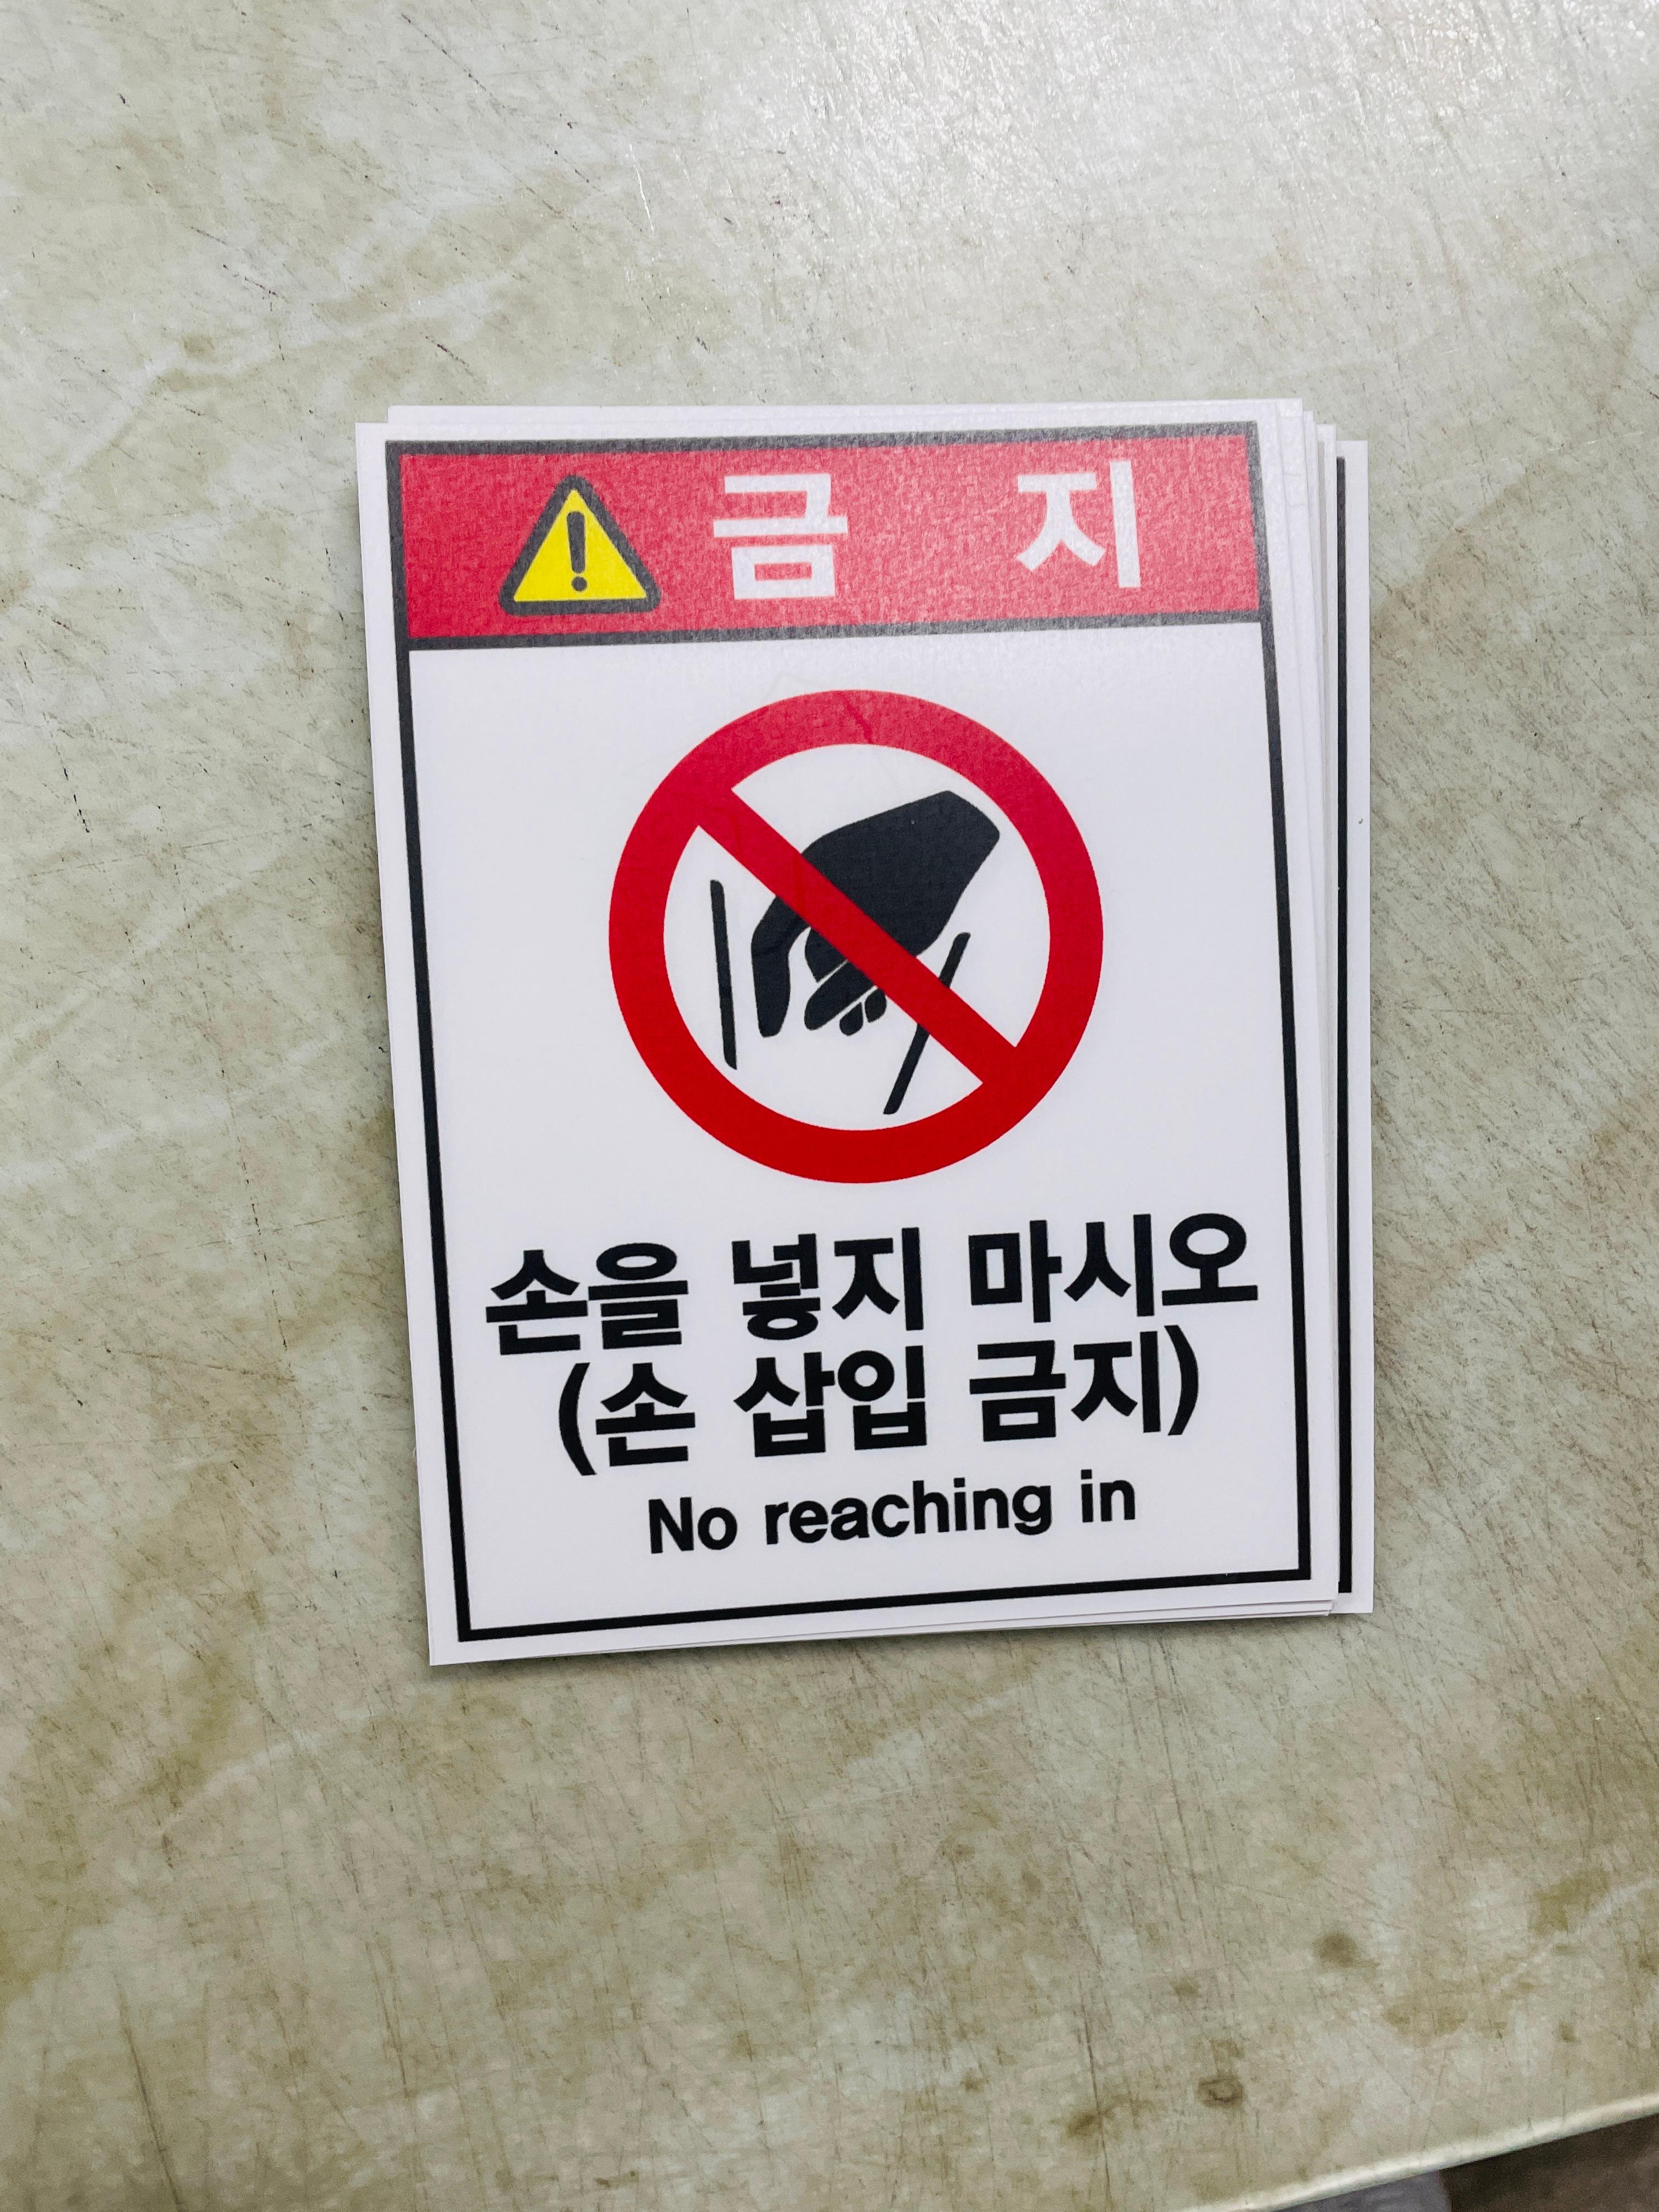 금 지
손을 넣지 마시오
(손 삽입 금지)
No reaching in